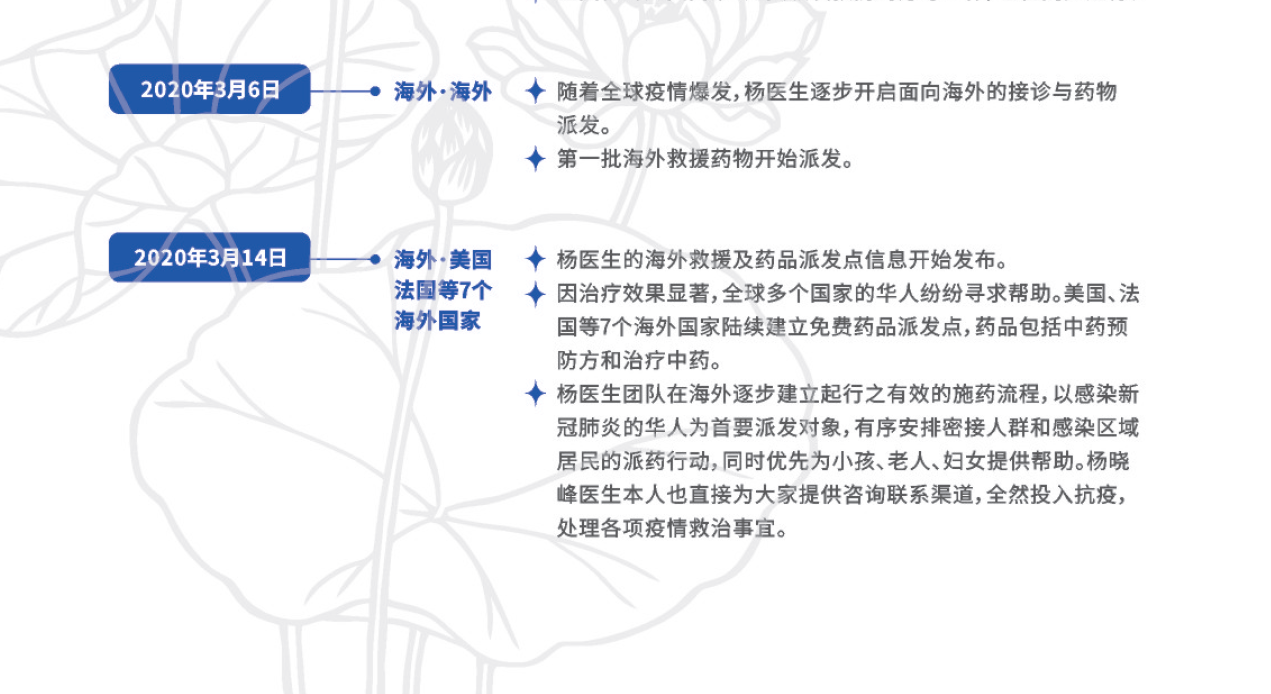 2020年3月6日
海外·海外
随着全球疫情爆发，杨医生逐步开启面向海外的接诊与药物
派发。
第一批海外救援药物开始派发。
2020年3月14日
海外·美国
法国等7个
海外国家
杨医生的海外救援及药品派发点信息开始发布。
因治疗效果显著，全球多个国家的华人纷纷寻求帮助。美国、法
国等7个海外国家陆续建立免费药品派发点，药品包括中药预
防方和治疗中药。
杨医生团队在海外逐步建立起行之有效的施药流程，以感染新
冠肺炎的华人为首要派发对象，有序安排密接人群和感染区域
居民的派药行动，同时优先为小孩、老人、妇女提供帮助。杨晓
峰医生本人也直接为大家提供咨询联系渠道，全然投入抗疫，
处理各项疫情救治事宜。